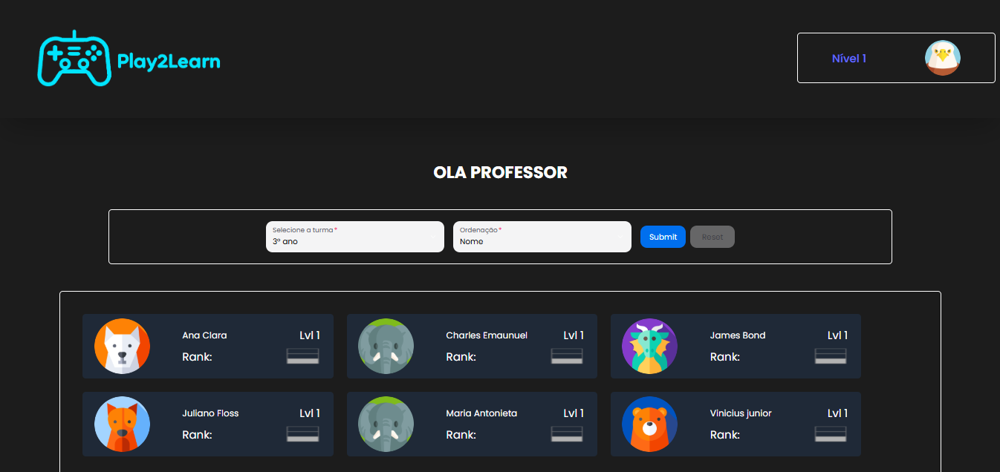 Play2Learn
Nível 1
OLA PROFESSOR
Selecione a turma*
3º ano
Ordenação*
Nome
Submit
Reset
Ana Clara
Lvl 1
Rank:
Charles Emaunuel
Lvl 1
Rank:
James Bond
Lvl 1
Rank:
Juliano Floss
Lvl 1
Rank:
Maria Antonieta
Lvl 1
Rank:
Vinicius junior
Lvl 1
Rank: